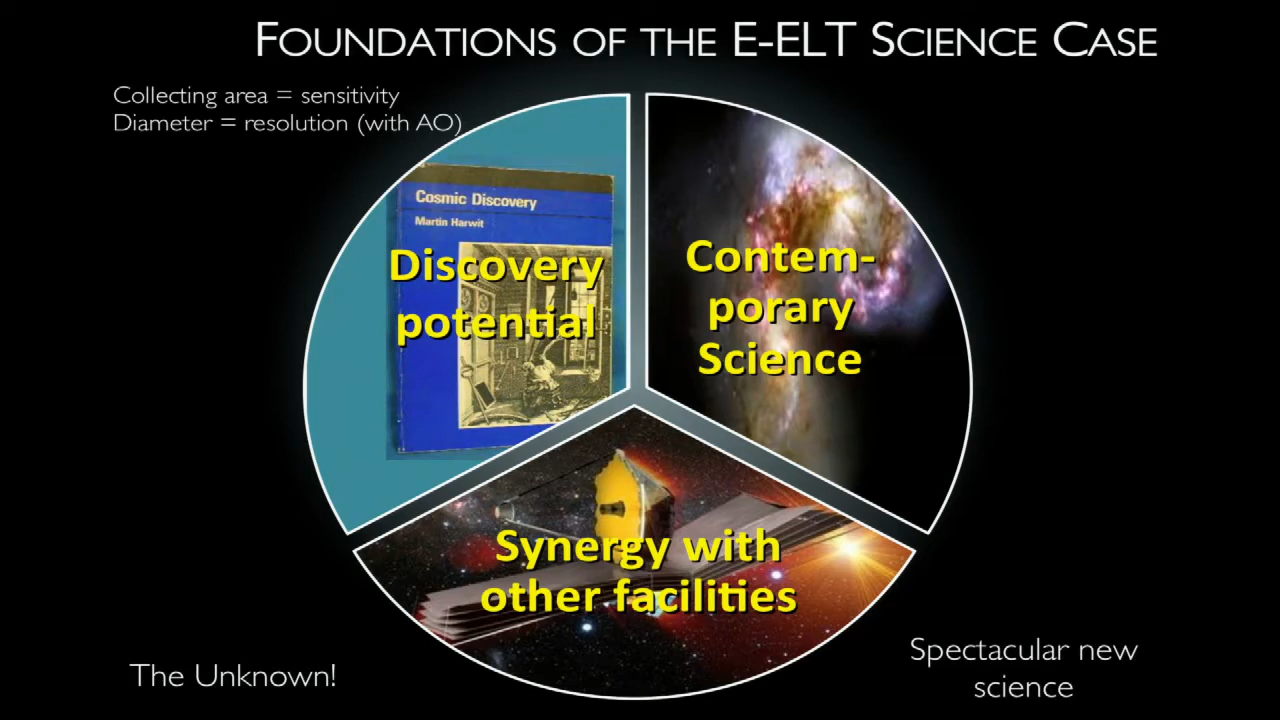 FOUNDATIONS OF THE E-ELT SCIENCE CASE
Collecting area = sensitivity
Diameter = resolution (with AO)
Cosmic Discovery
Martin Harwit
Discovery
potential
Contem-
porary
Science
Synergy with
other facilities
The Unknown!
Spectacular new
science